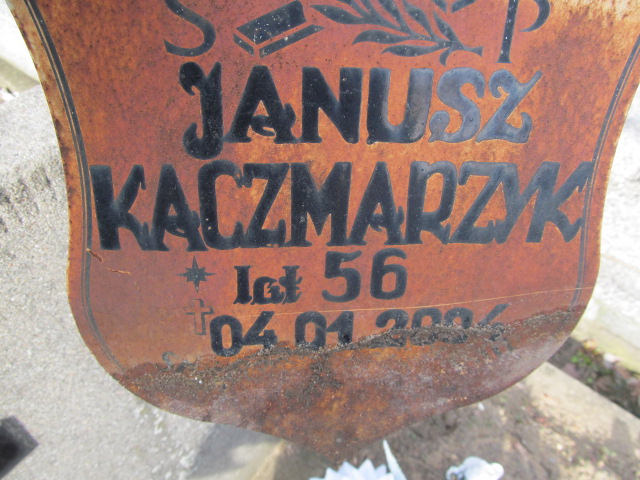 S P
JANUSZ
KACZMARZYK
lat 56
04.01.